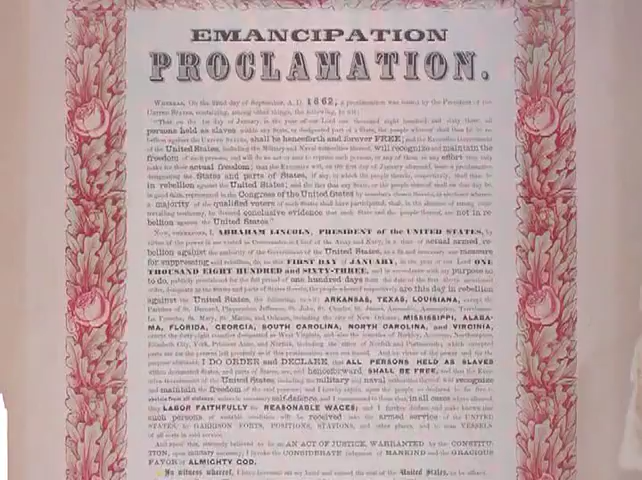 EMANCIPATION
PROCLAMATION.
WHEREAS, On the 22nd day of September, A. D. 1862, a proclamation was issued by the President of the
UNITED STATES, containing, among other things, the following, to wit:
"That on the 1st day of January, in the year of our Lord one thousand eight hundred and sixty-three, all
persons held as slaves within any State, or designated part of a State, the people whereof shall then be in re-
bellion against the UNITED STATES, shall be henceforth and forever FREE; and the Executive Government
of the United States, including the Military and Naval authorities thereof, will recognize and maintain the
freedom of such persons, and will do no act or acts to repress such persons, or any of them, in any effort they may
make for their actual freedom; that the Executive will, on the first day of January aforesaid, issue a proclamation
designating the States and parts of States, if any, in which the people thereof, respectively, shall then be
in rebellion against the United States; and the fact that any State, or the people thereof shall on that day be,
in good faith represented in the Congress of the United States by members chosen thereto, at elections wherein
a majority of the qualified voters of such States shall have participated, shall, in the absence of strong coun-
tervailing testimony, be deemed conclusive evidence that such State and the people thereof, are not in re-
bellion against the United States."
Now, therefore, I, ABRAHAM LINCOLN, PRESIDENT of the UNITED STATES, by
virtue of the power in me vested as Commander-in-Chief of the Army and Navy, in a time of actual armed re-
bellion against the authority of the Government of the United States, as a fit and necessary war measure
for suppressing said rebellion, do, on this FIRST DAY of JANUARY, in the year of our Lord ONE
THOUSAND EIGHT HUNDRED and SIXTY-THREE, and in accordance with my purpose so
to do, publicly proclaimed for the full period of one hundred days from the date of the first above mentioned
order, designate as the States and parts of States therein, the people whereof respectively are this day in rebellion
against the United States, the following, to wit: ARKANSAS, TEXAS, LOUISIANA, except the
Parishes of St. Bernard, Plaquemines, Jefferson, St. John, St. Charles, St. James, Ascension, Assumption, Terrebonne,
La Fourche, St. Mary, St. Martin, and Orleans, including the city of New Orleans, MISSISSIPPI, ALABA-
MA, FLORIDA, GEORGIA, SOUTH CAROLINA, NORTH CAROLINA, and VIRGINIA,
except the forty-eight counties designated as West Virginia, and also the counties of Berkley, Accomac, Northampton,
Elizabeth City, York, Princess Anne, and Norfolk, including the cities of Norfolk and Portsmouth, which excepted
parts are for the present left precisely as if this proclamation were not issued. And by virtue of the power and for the
purpose aforesaid, I DO ORDER and DECLARE, that ALL PERSONS HELD AS SLAVES
within designated States, and parts of States, are, and henceforward SHALL BE FREE, and that the Exe-
cutive Government of the United States, including the military and naval authorities thereof will recognize
and maintain the freedom of the said persons; and I hereby enjoin upon the people so declared to be free to
abstain from all violence, unless in necessary self-defence, and I recommend to them that, in all cases where allowed
they LABOR FAITHFULLY for REASONABLE WAGES; and I further declare and make known that
such persons of suitable condition will be received into the armed service of the UNITED
STATES, to GARRISON FORTS, POSITIONS, STATIONS, and other places, and to man VESSELS
of all sorts in said service.
And upon this, sincerely believed to be an AN ACT OF JUSTICE, WARRANTED by the CONSTITU-
TION, upon military necessity, I invoke the CONSIDERATE judgment of MANKIND and the GRACIOUS
FAVOR of ALMIGHTY GOD.
In witness whereof, I have hereunto set my hand and caused the seal of the United States, to be affixed.